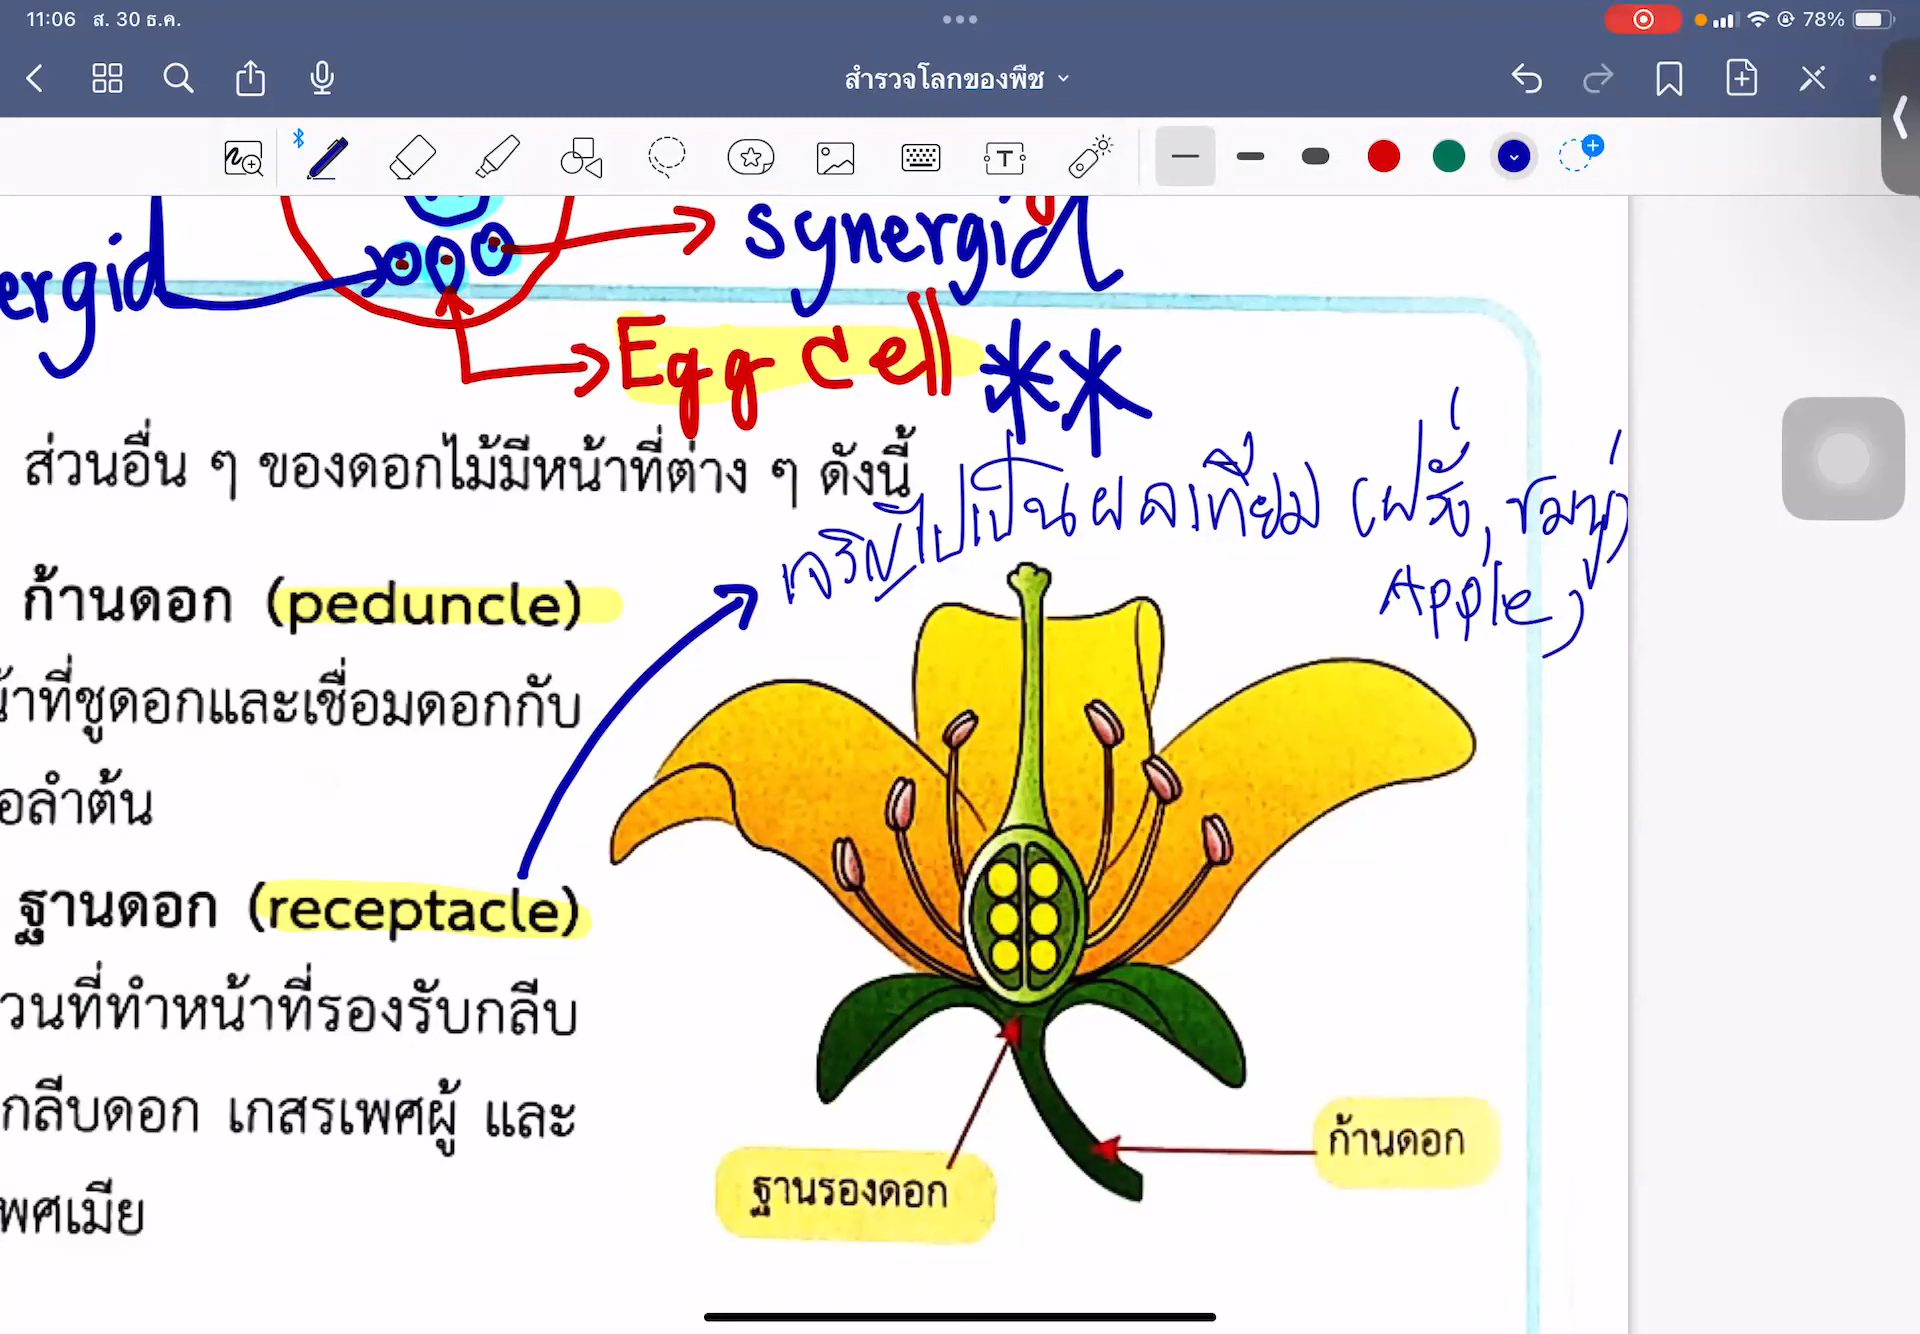 11:06 ส. 30 ธ.ค.
78%
สำรวจโลกของพืช
ergid
synergid
Egg cell **
ส่วนอื่น ๆ ของดอกไม้มีหน้าที่ต่าง ๆ ดังนี้
เจริญไปเป็นผลเทียม (ฝรั่ง, ชมพู่
Apple)
ก้านดอก (peduncle)
น้าที่ชูดอกและเชื่อมดอกกับ
อลำต้น
ฐานดอก (receptacle)
วนที่ทำหน้าที่รองรับกลีบ
กลีบดอก เกสรเพศผู้ และ
พศเมีย
ฐานรองดอก
ก้านดอก